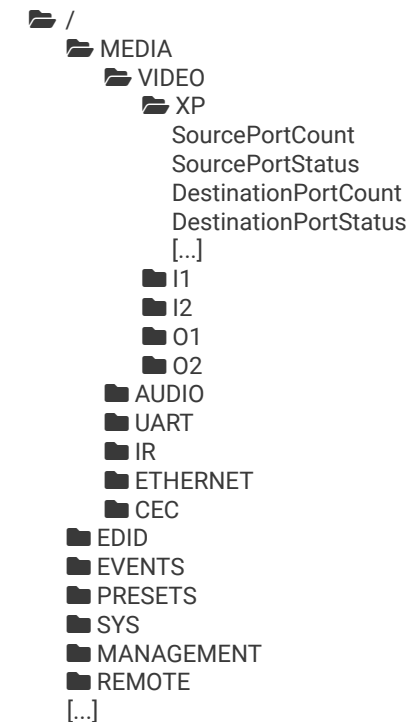 /
MEDIA
VIDEO
XP
SourcePortCount
SourcePortStatus
DestinationPortCount
DestinationPortStatus
[...]
I1
I2
O1
O2
AUDIO
UART
IR
ETHERNET
CEC
EDID
EVENTS
PRESETS
SYS
MANAGEMENT
REMOTE
[...]